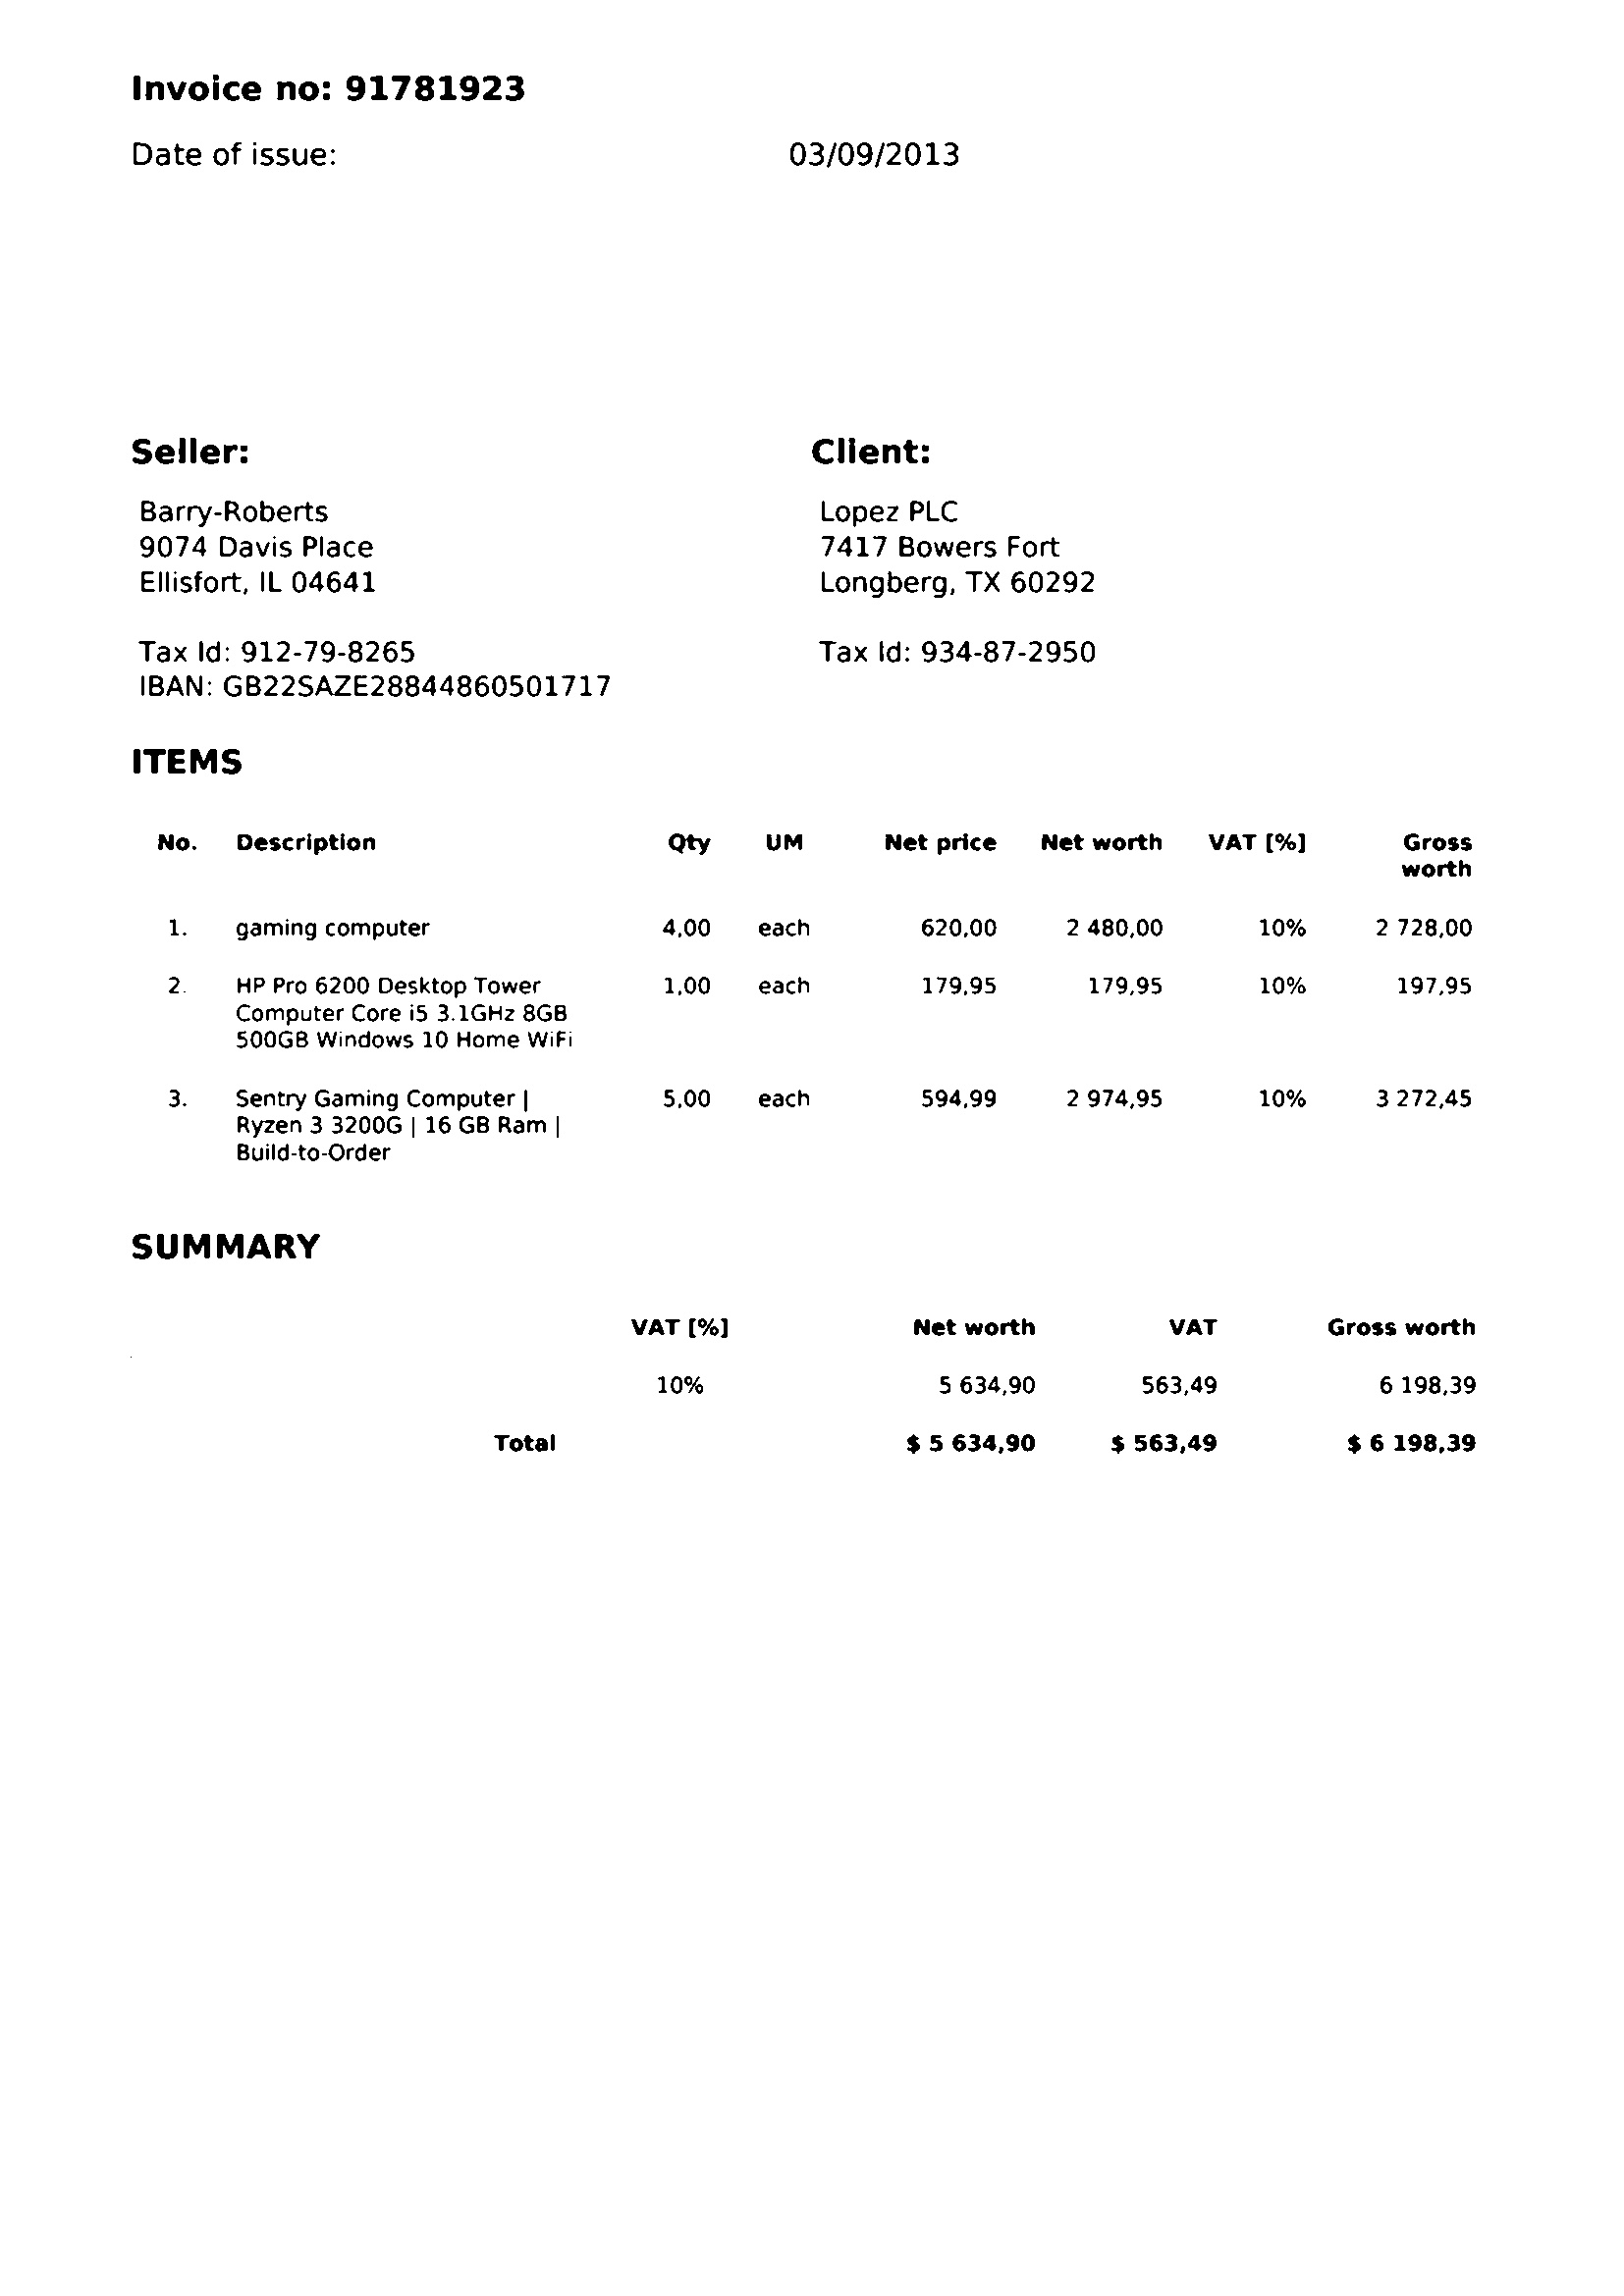 Invoice no: 91781923
Date of issue: 03/09/2013
Seller: Client:
Barry-Roberts Lopez PLC
9074 Davis Place 7417 Bowers Fort
Ellisfort, IL 04641 Longberg, TX 60292
Tax Id: 912-79-8265 Tax Id: 934-87-2950
IBAN: GB22SAZE28844860501717
ITEMS
No. Description Qty UM Net price Net worth VAT [%] Gross
worth
1. gaming computer 4,00 each 620,00 2 480,00 10% 2 728,00
2. HP Pro 6200 Desktop Tower 1,00 each 179,95 179,95 10% 197,95
Computer Core i5 3.1GHz 8GB
500GB Windows 10 Home WiFi
3. Sentry Gaming Computer | 5,00 each 594,99 2 974,95 10% 3 272,45
Ryzen 3 3200G | 16 GB Ram |
Build-to-Order
SUMMARY
VAT [%] Net worth VAT Gross worth
10% 5 634,90 563,49 6 198,39
Total $ 5 634,90 $ 563,49 $ 6 198,39